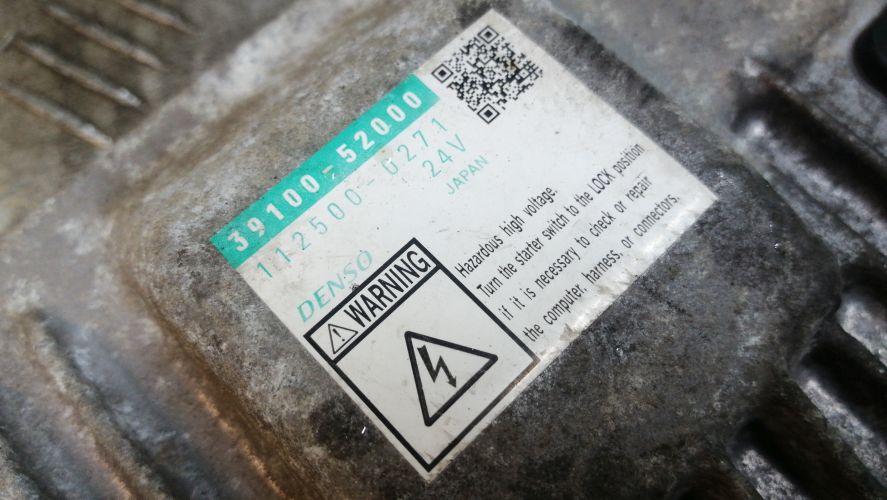 39100-52000
112500-0271
24V
DENSO
JAPAN
WARNING
Hazardous high voltage.
Turn the starter switch to the LOCK position
if it is necessary to check or repair
the computer, harness, or connectors.